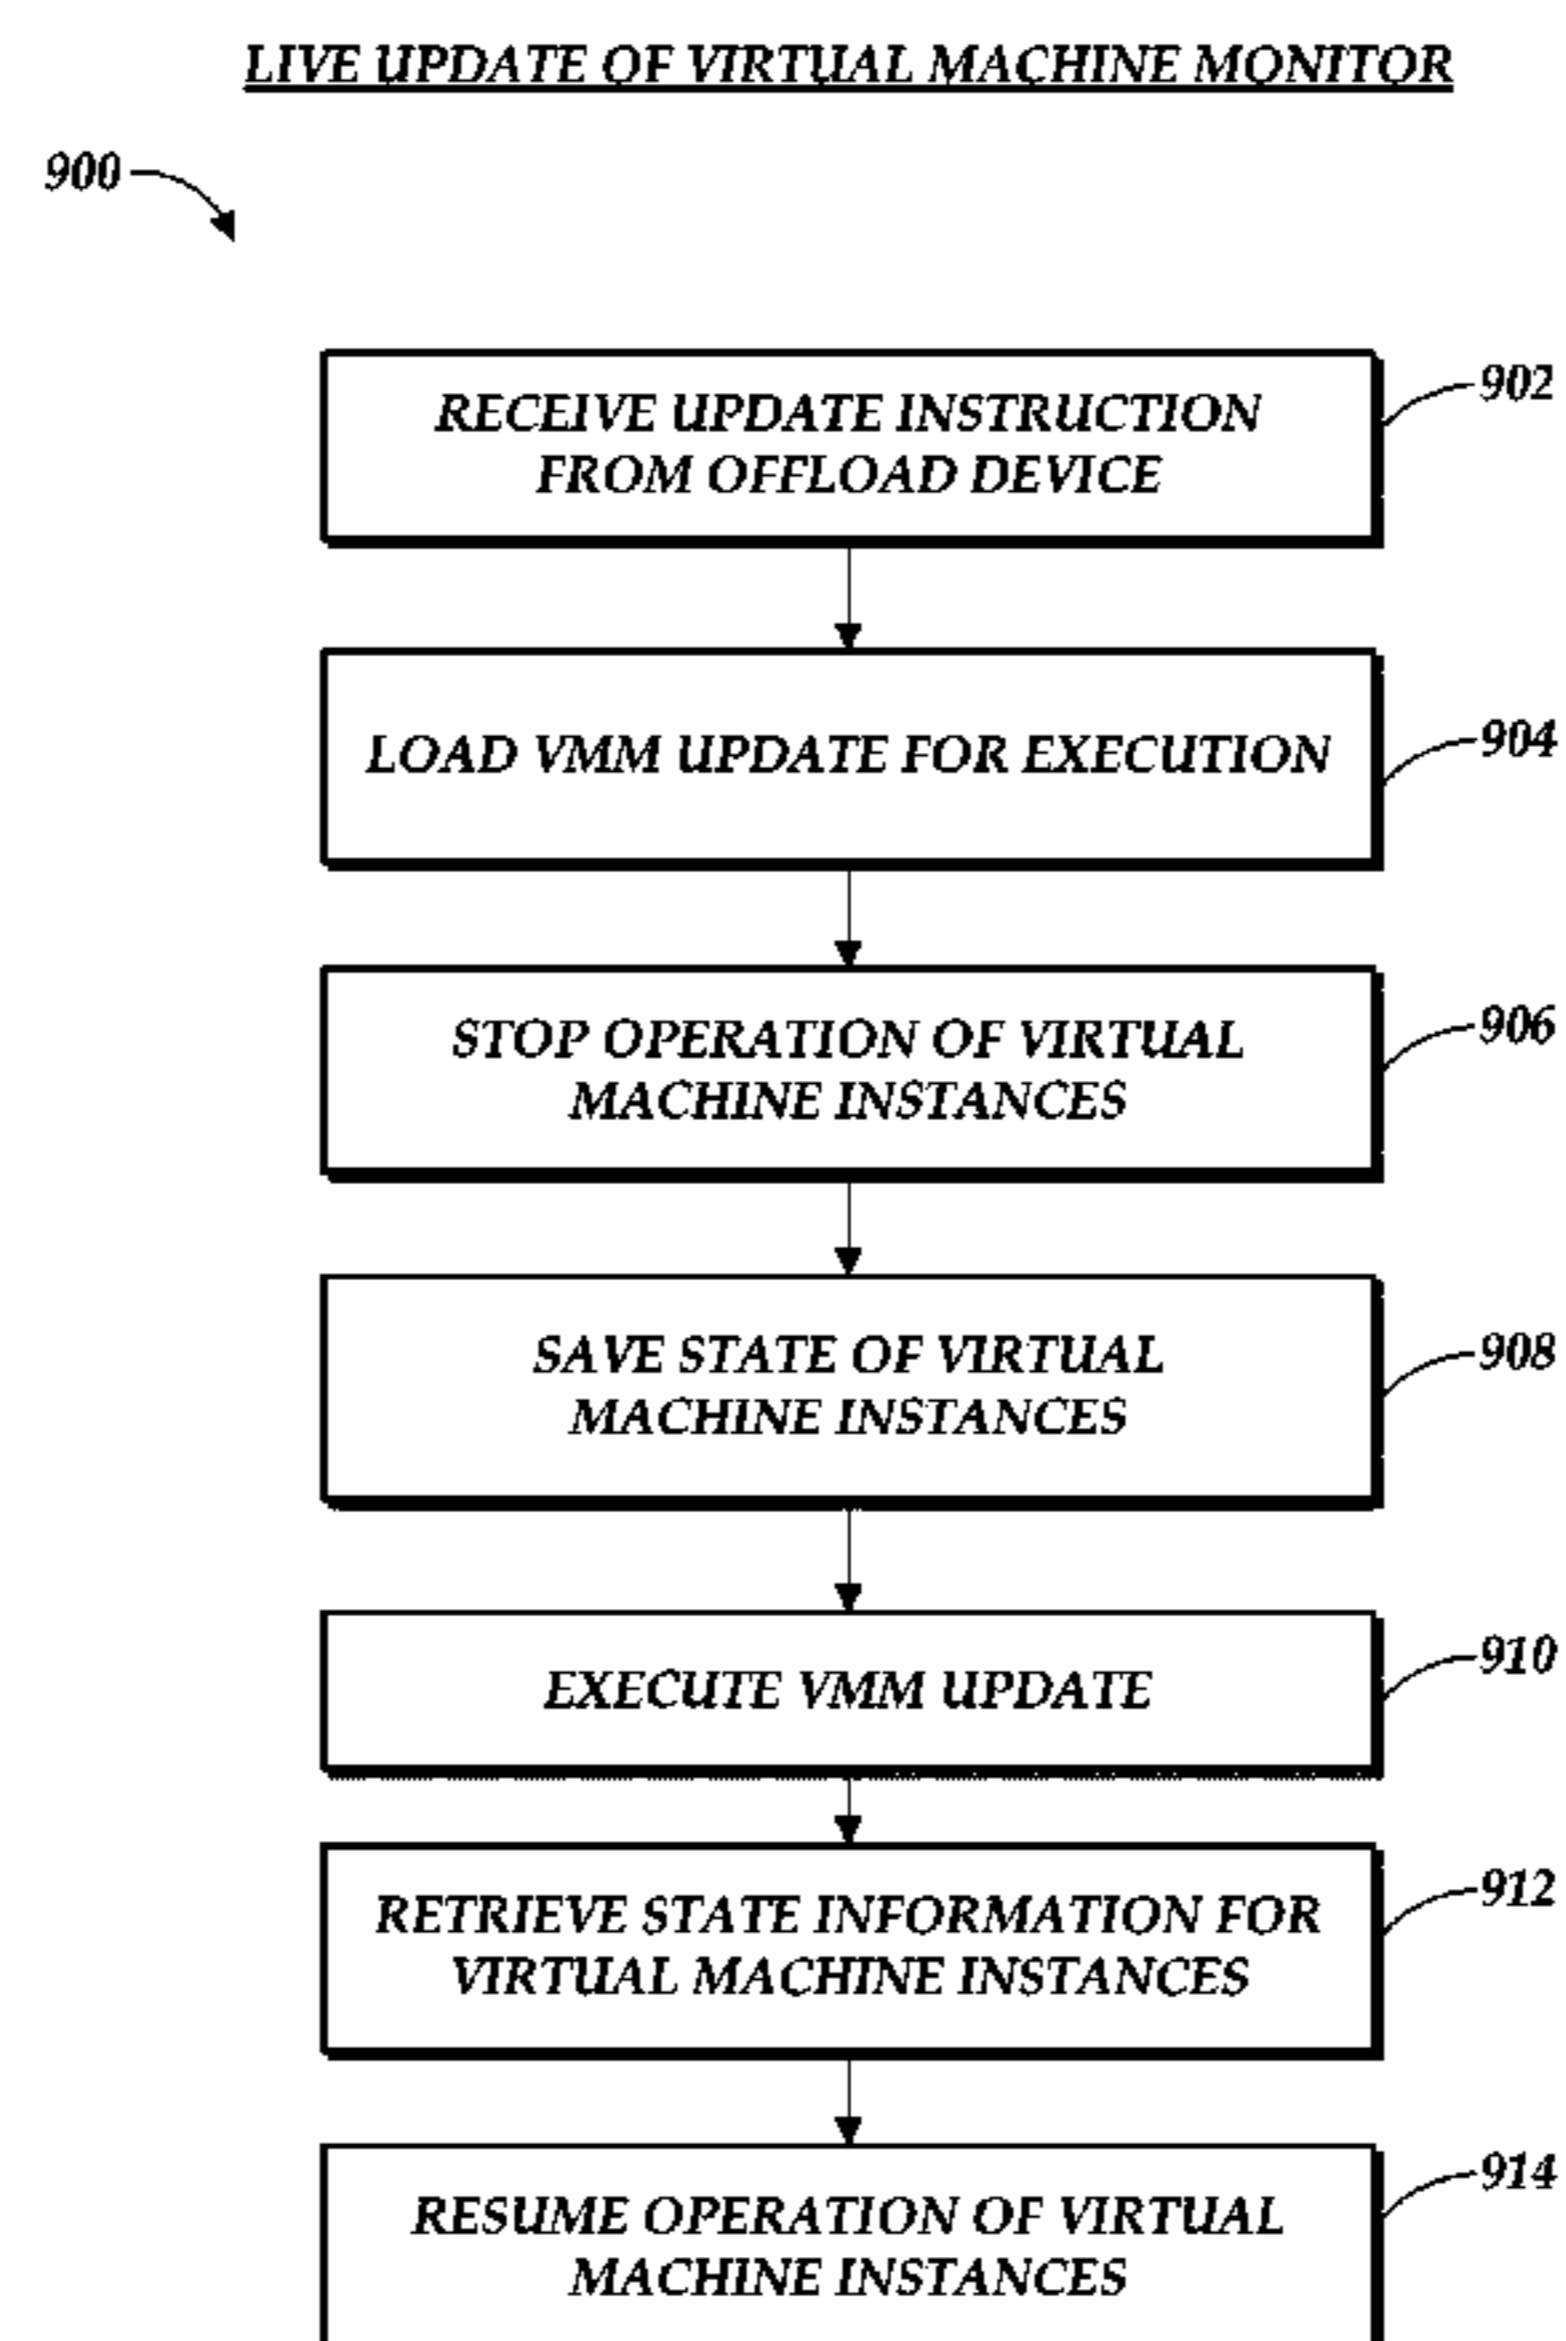 LIVE UPDATE OF VIRTUAL MACHINE MONITOR
900
RECEIVE UPDATE INSTRUCTION
FROM OFFLOAD DEVICE
902
LOAD VMM UPDATE FOR EXECUTION
904
STOP OPERATION OF VIRTUAL
MACHINE INSTANCES
906
SAVE STATE OF VIRTUAL
MACHINE INSTANCES
908
EXECUTE VMM UPDATE
910
RETRIEVE STATE INFORMATION FOR
VIRTUAL MACHINE INSTANCES
912
RESUME OPERATION OF VIRTUAL
MACHINE INSTANCES
914